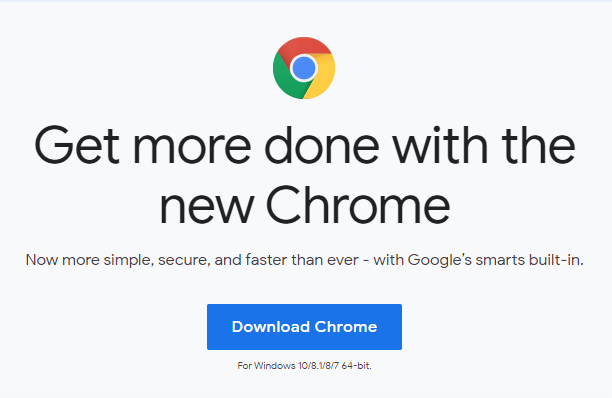 Get more done with the
new Chrome
Now more simple, secure, and faster than ever - with Google's smarts built-in.
Download Chrome
For Windows 10/8.1/8/7 64-bit.